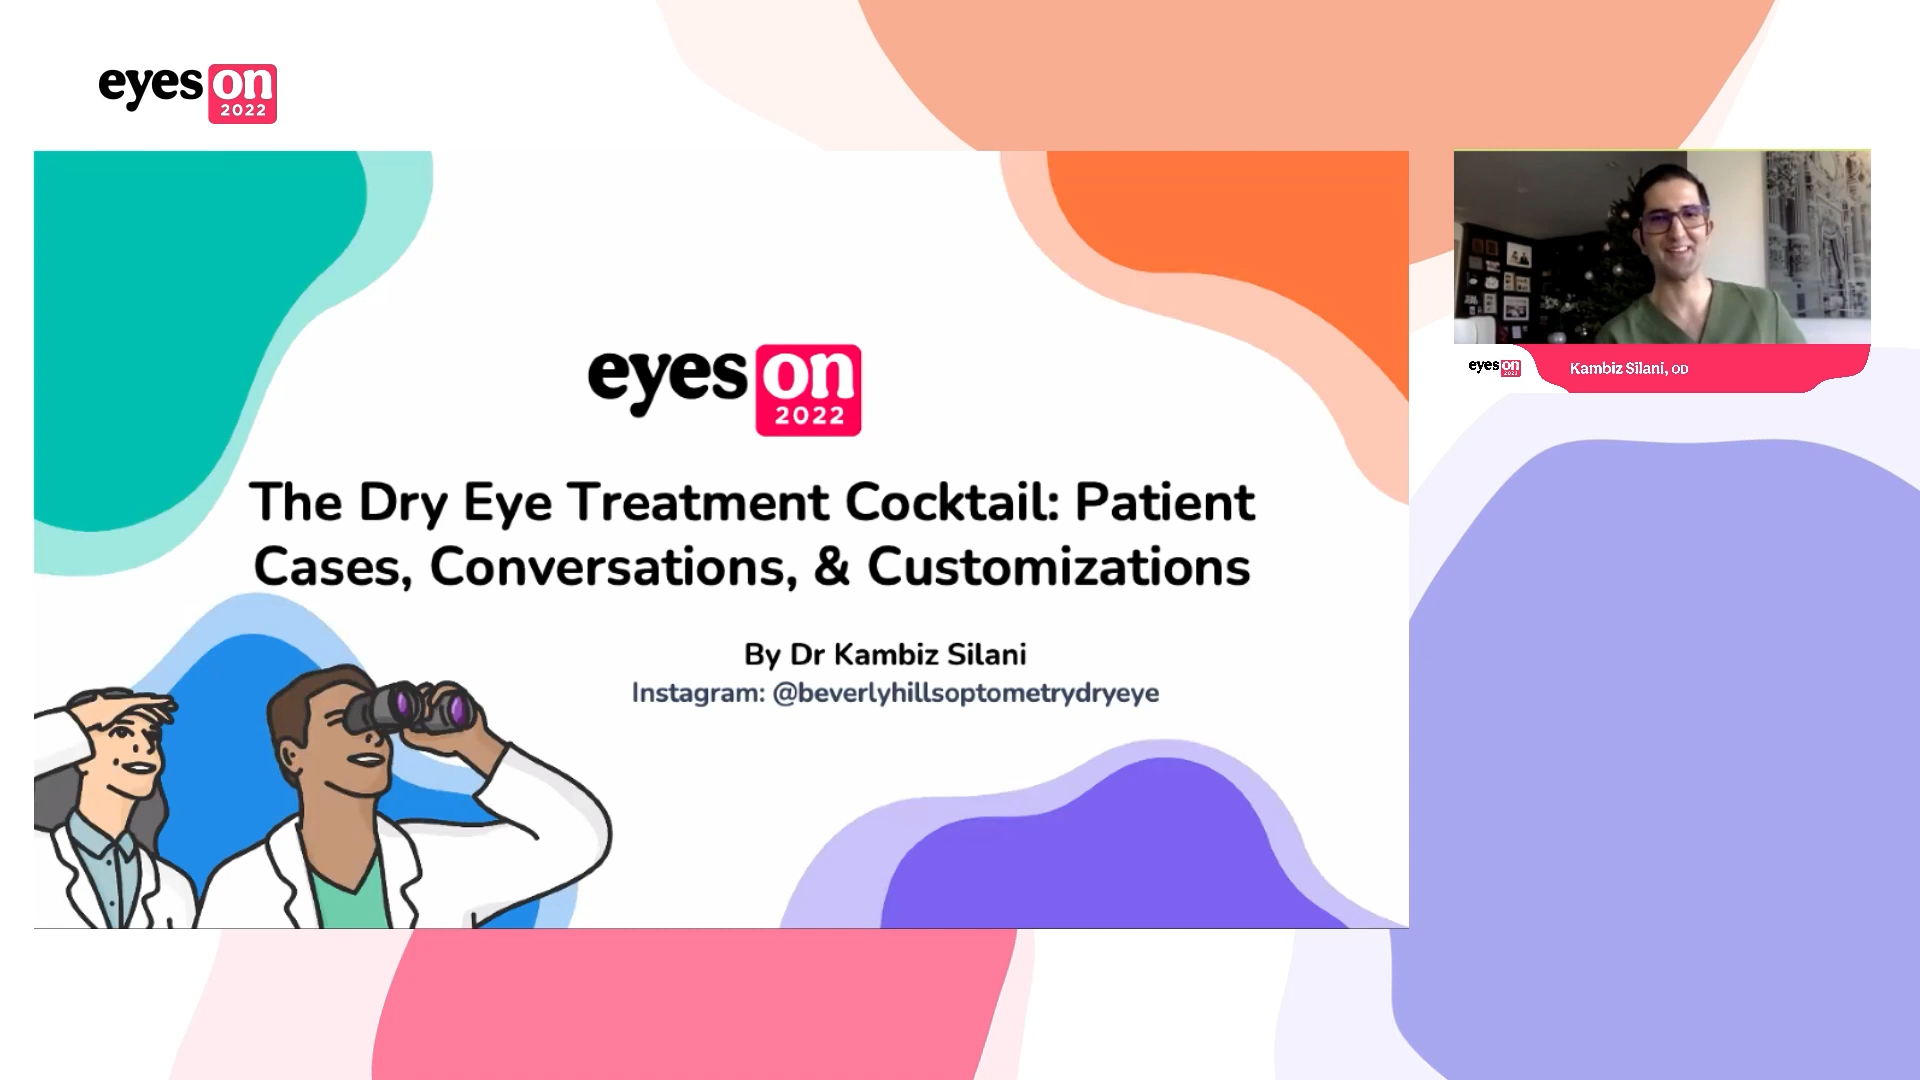 eyes on
2022
eyes on
2022
The Dry Eye Treatment Cocktail: Patient
Cases, Conversations, & Customizations
By Dr Kambiz Silani
Instagram: @beverlyhillsoptometrydryeye
eyes on
2022
Kambiz Silani, OD